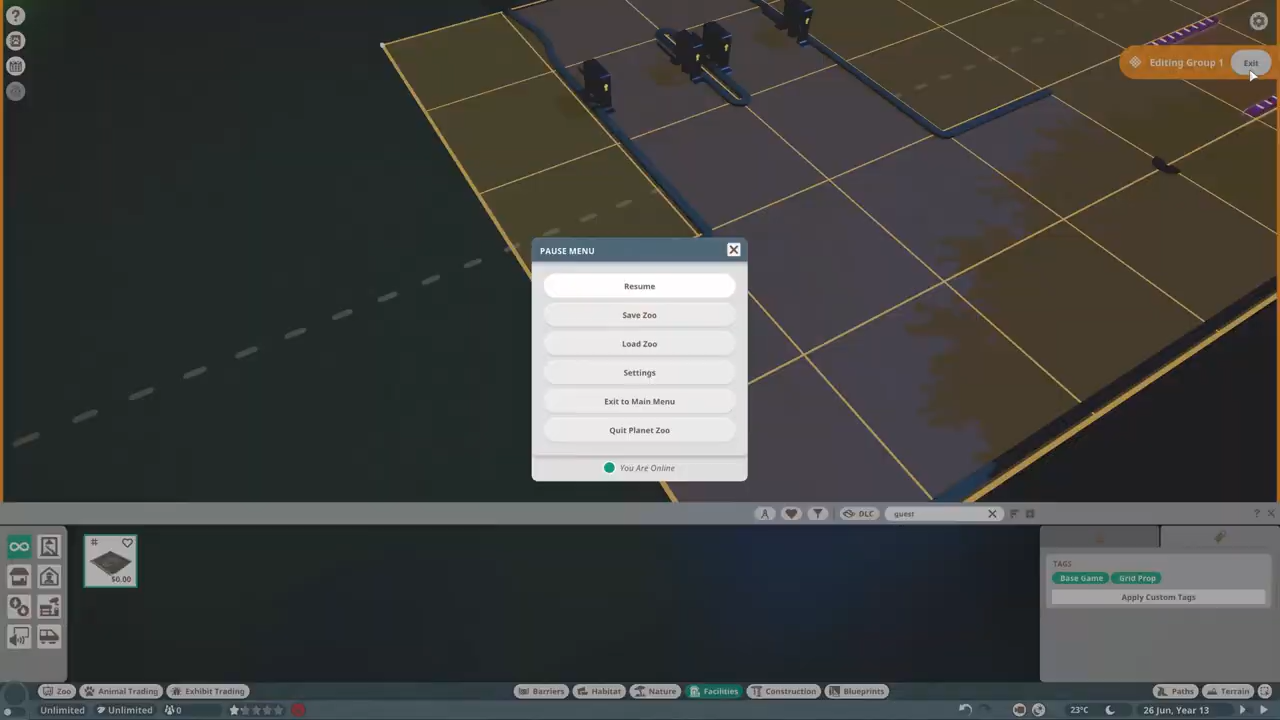 Editing Group 1
Exit
PAUSE MENU
Resume
Save Zoo
Load Zoo
Settings
Exit to Main Menu
Quit Planet Zoo
You Are Online
DLC
guest
$0.00
TAGS
Base Game
Grid Prop
Apply Custom Tags
Zoo
Animal Trading
Exhibit Trading
Barriers
Habitat
Nature
Facilities
Construction
Blueprints
Paths
Terrain
Unlimited
Unlimited
0
23°C
26 Jun, Year 13